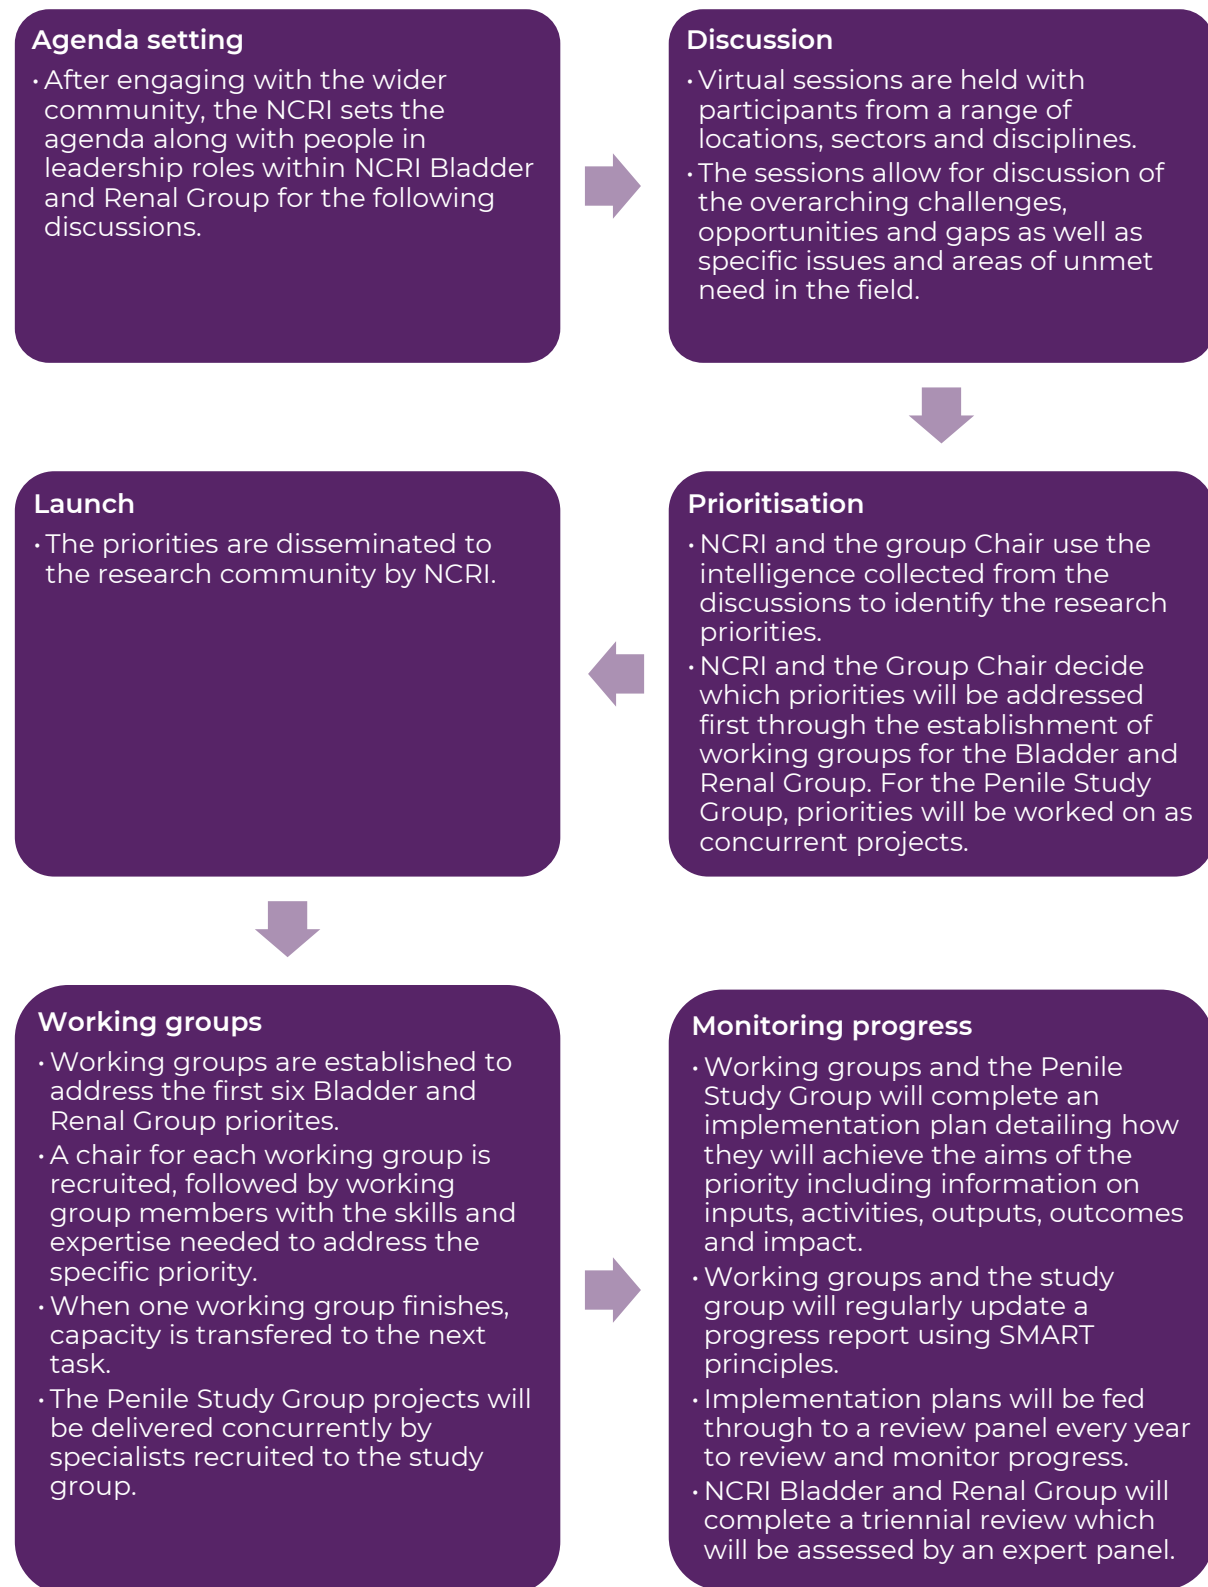 Agenda setting
· After engaging with the wider
community, the NCRI sets the
agenda along with people in
leadership roles within NCRI Bladder
and Renal Group for the following
discussions.
Discussion
· Virtual sessions are held with
participants from a range of
locations, sectors and disciplines.
· The sessions allow for discussion of
the overarching challenges,
opportunities and gaps as well as
specific issues and areas of unmet
need in the field.
Prioritisation
· NCRI and the group Chair use the
intelligence collected from the
discussions to identify the research
priorities.
· NCRI and the Group Chair decide
which priorities will be addressed
first through the establishment of
working groups for the Bladder and
Renal Group. For the Penile Study
Group, priorities will be worked on as
concurrent projects.
Launch
· The priorities are disseminated to
the research community by NCRI.
Working groups
· Working groups are established to
address the first six Bladder and
Renal Group priorites.
· A chair for each working group is
recruited, followed by working
group members with the skills and
expertise needed to address the
specific priority.
· When one working group finishes,
capacity is transfered to the next
task.
· The Penile Study Group projects will
be delivered concurrently by
specialists recruited to the study
group.
Monitoring progress
· Working groups and the Penile
Study Group will complete an
implementation plan detailing how
they will achieve the aims of the
priority including information on
inputs, activities, outputs, outcomes
and impact.
· Working groups and the study
group will regularly update a
progress report using SMART
principles.
· Implementation plans will be fed
through to a review panel every year
to review and monitor progress.
· NCRI Bladder and Renal Group will
complete a triennial review which
will be assessed by an expert panel.